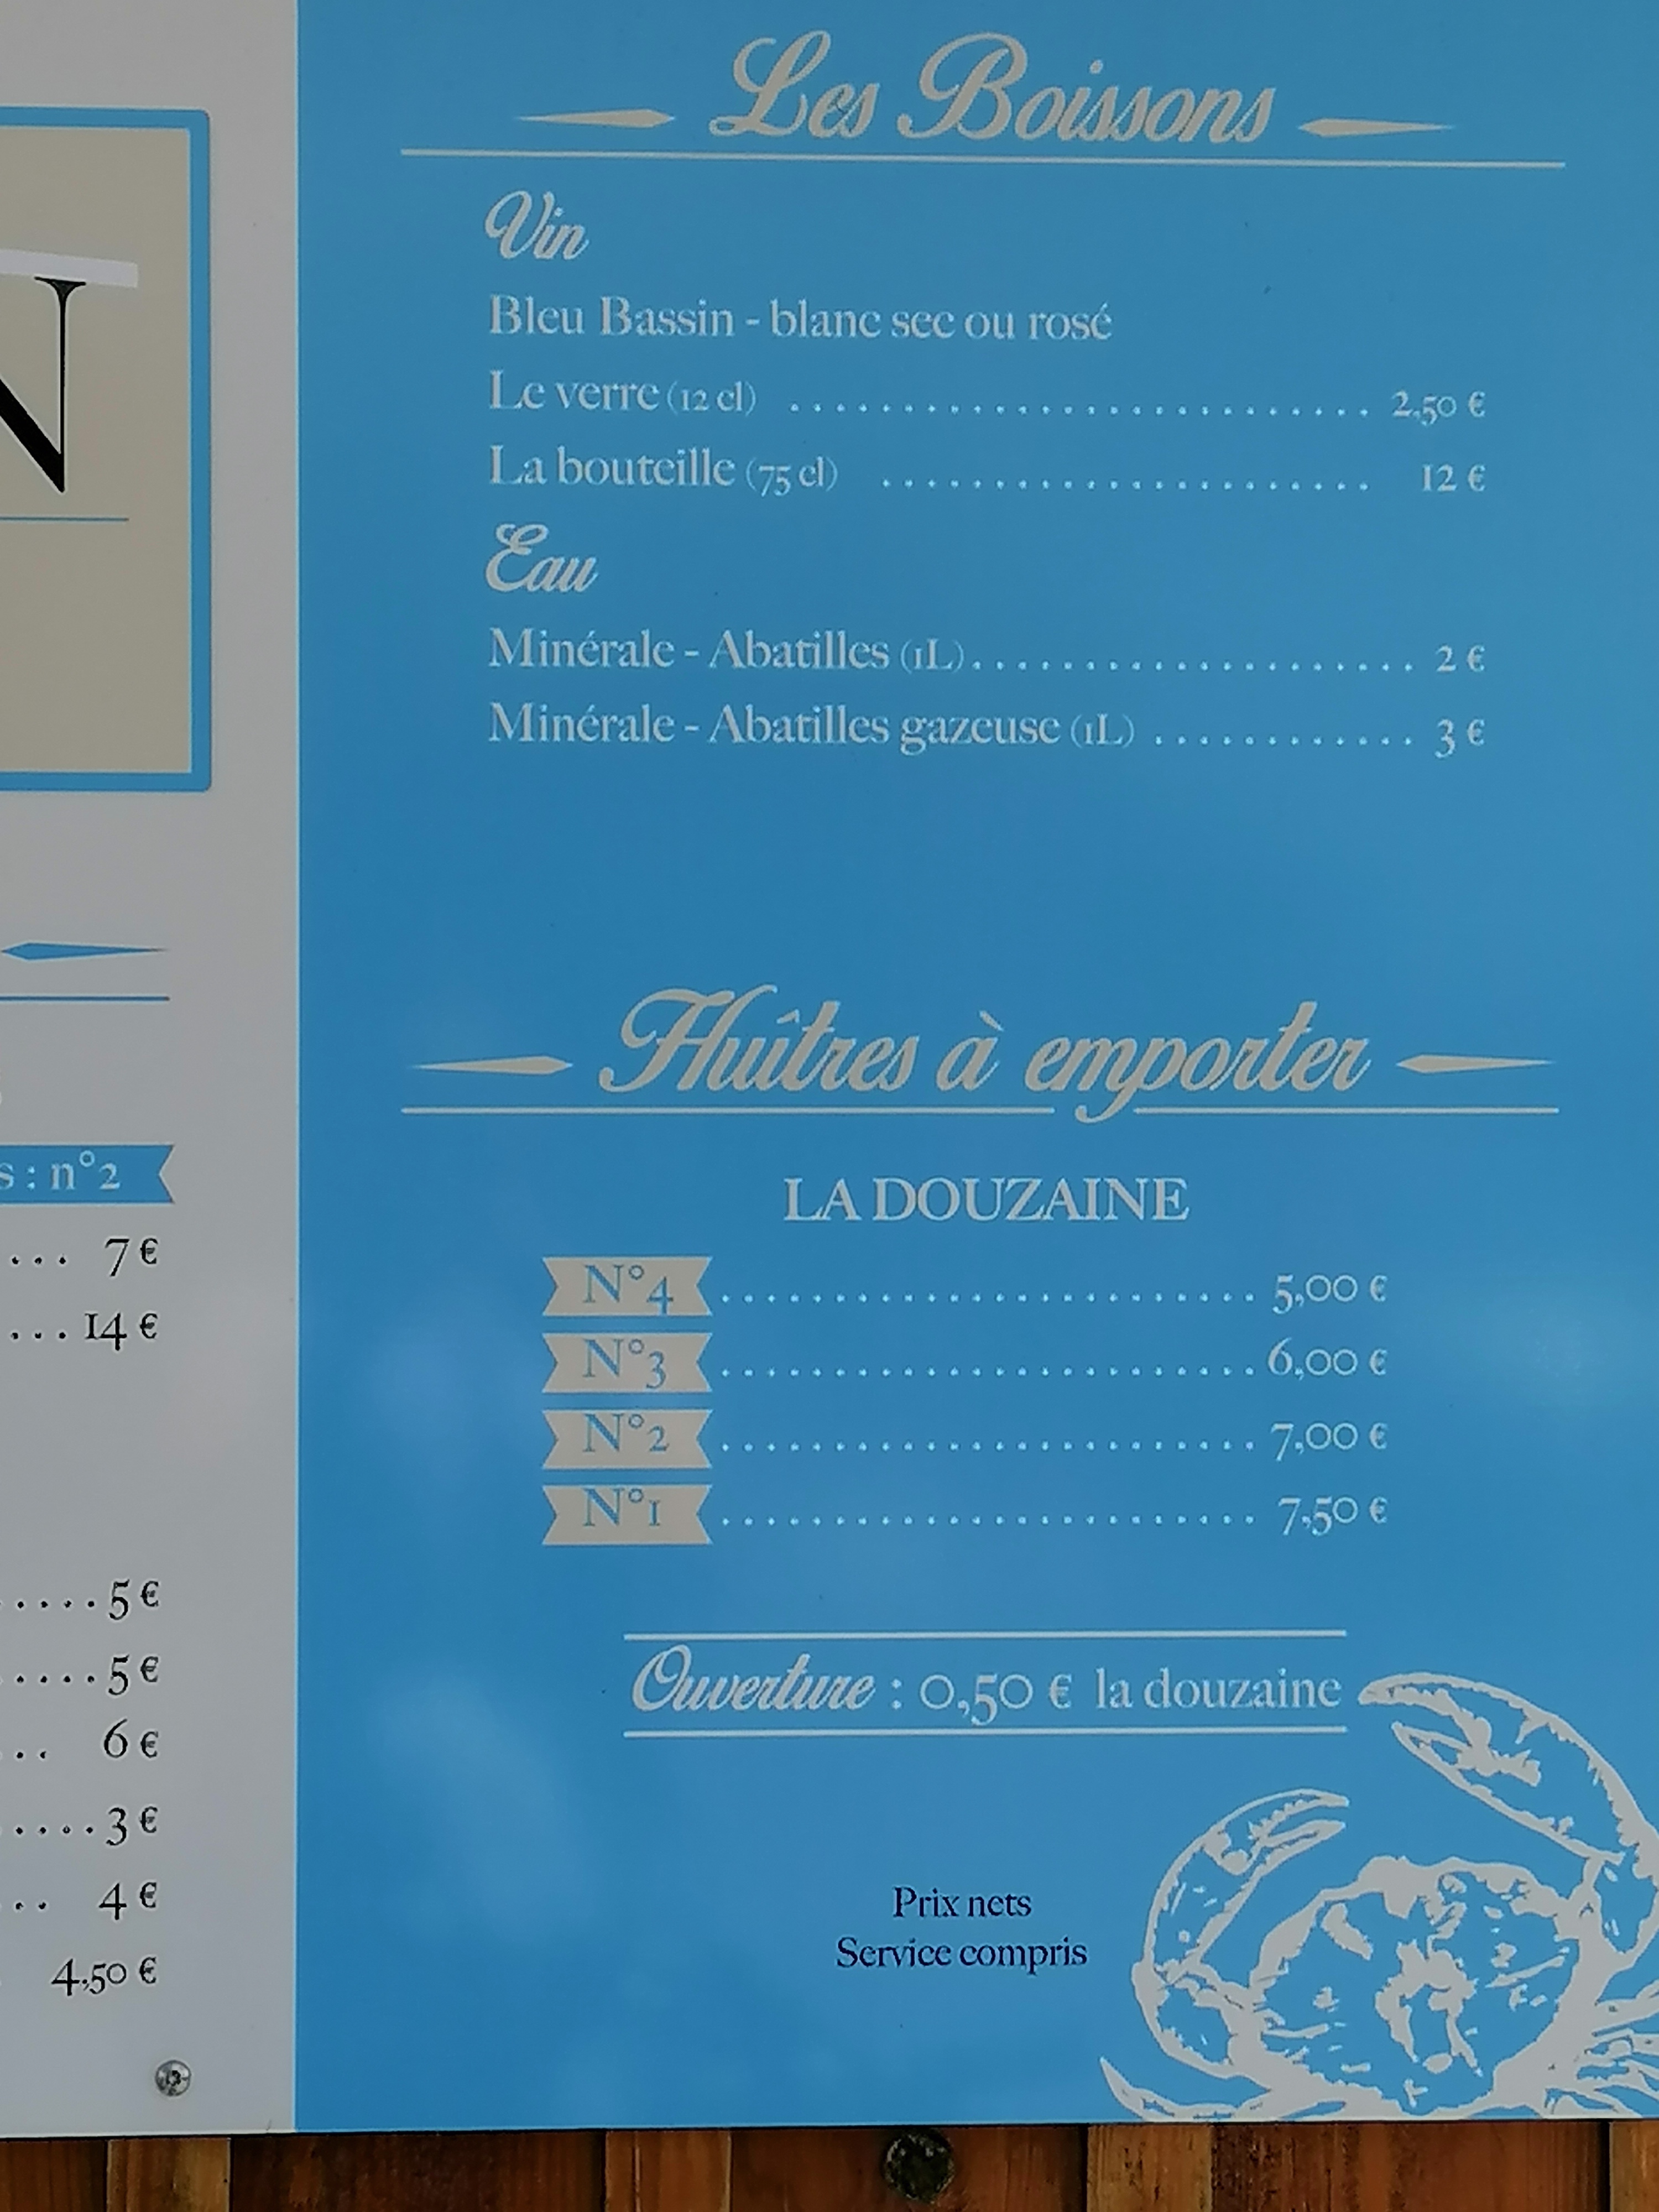 N
s : n°2
... 7 €
... 14 €
.....5 €
.....5 €
.. 6 €
.....3 €
.. 4 €
4,50 €
Les Boissons
Vin
Bleu Bassin - blanc sec ou rosé
Le verre (12 cl) .......................... 2,50 €
La bouteille (75 cl) ...................... 12 €
Eau
Minérale - Abatilles (1L).................... 2 €
Minérale - Abatilles gazeuse (1L) ............ 3 €
Huîtres à emporter
LA DOUZAINE
N°4 ........................ 5,00 €
N°3 ........................ 6,00 €
N°2 ........................ 7,00 €
N°1 ........................ 7,50 €
Ouverture : 0,50 € la douzaine
Prix nets
Service compris